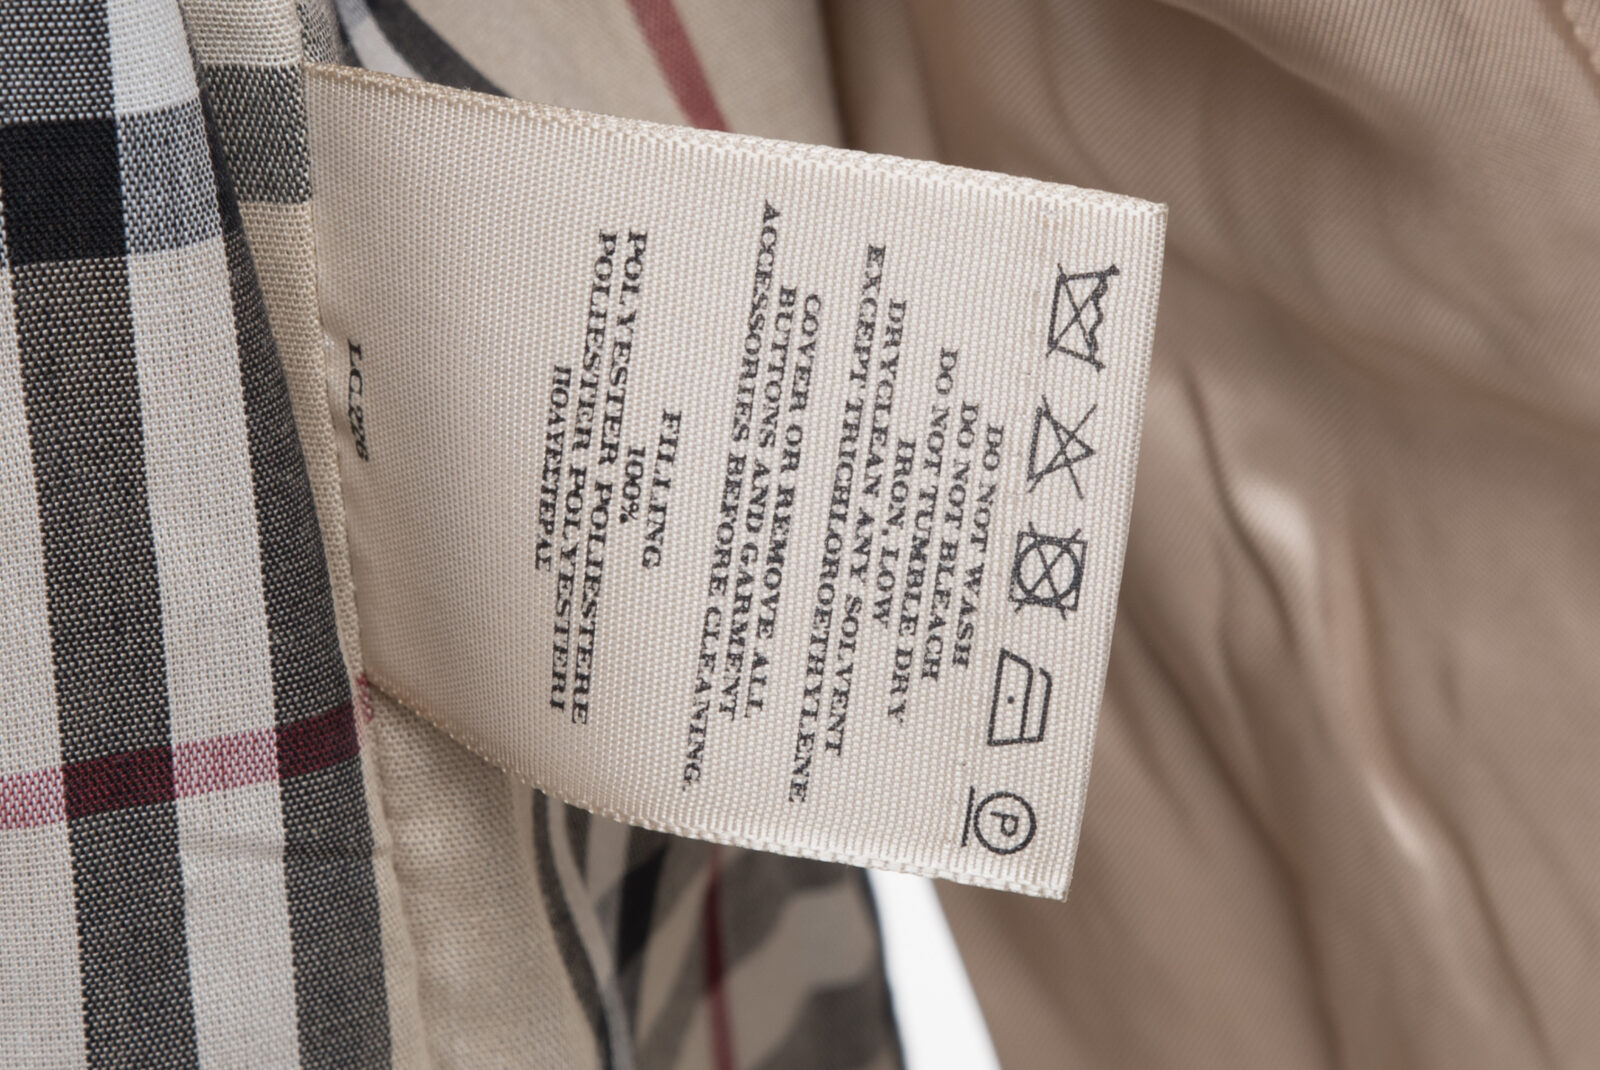 DO NOT WASH
DO NOT BLEACH
DO NOT TUMBLE DRY
IRON, LOW
DRYCLEAN ANY SOLVENT
EXCEPT TRICHLOROETHYLENE
COVER OR REMOVE ALL
BUTTONS AND GARMENT
ACCESSORIES BEFORE CLEANING.
FILLING
100%
POLYESTER POLIESTERE
POLIESTER POLYESTERI
ΠΟΛΥΕΣΤΕΡΑΣ